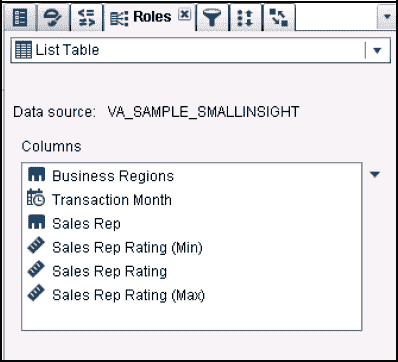 Roles
List Table
Data source: VA_SAMPLE_SMALLINSIGHT
Columns
Business Regions
Transaction Month
Sales Rep
Sales Rep Rating (Min)
Sales Rep Rating
Sales Rep Rating (Max)